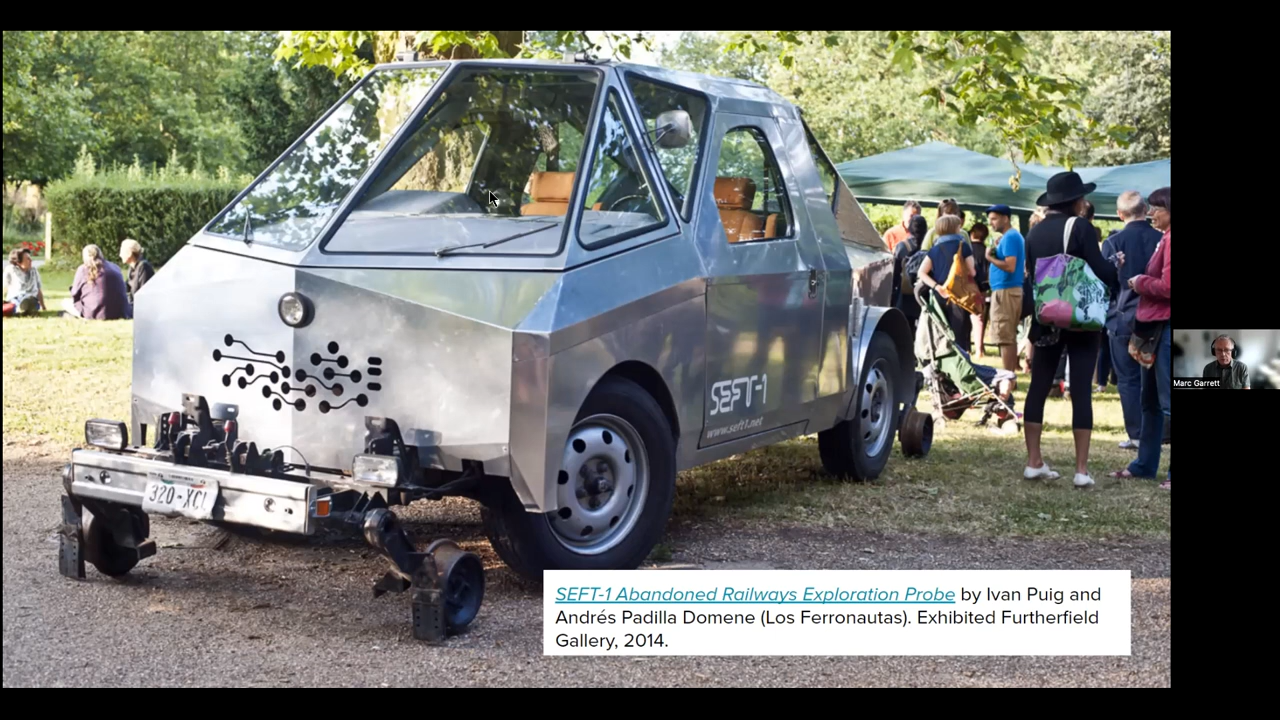 SEFT-1
www.seft1.net
320-XCL
SEFT-1 Abandoned Railways Exploration Probe by Ivan Puig and
Andrés Padilla Domene (Los Ferronautas). Exhibited Furtherfield
Gallery, 2014.
Marc Garrett